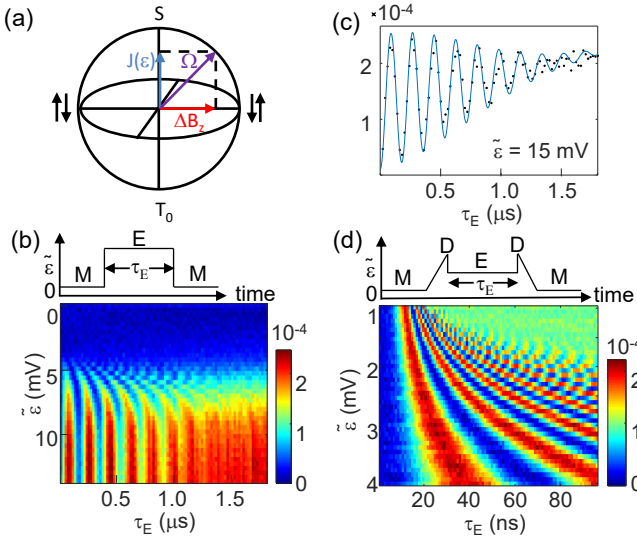 (a)
S
J(ε)
Ω
ΔB_z
T_0
(b)
E
M
τ_E
M
ε̃
0
time
0
5
10
ε̃ (mV)
0.5
1.0
1.5
τ_E (μs)
10^-4
2
1
0
(c)
×10^-4
2
1
ε̃ = 15 mV
0.5
1.0
1.5
τ_E (μs)
(d)
D
D
M
E
M
τ_E
ε̃
0
time
1
2
3
4
ε̃ (mV)
20
40
60
80
τ_E (ns)
10^-4
2
1
0